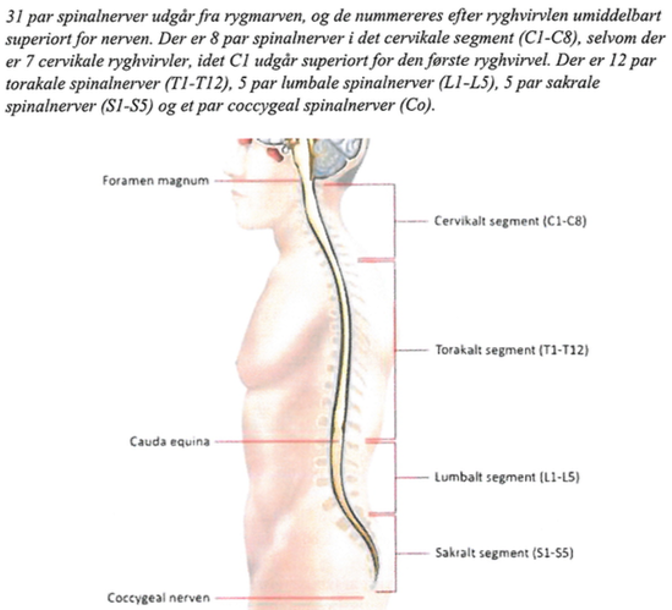 31 par spinalnerver udgår fra rygmarven, og de nummereres efter ryghvirvlen umiddelbart
superiort for nerven. Der er 8 par spinalnerver i det cervikale segment (C1-C8), selvom der
er 7 cervikale ryghvirvler, idet C1 udgår superiort for den første ryghvirvel. Der er 12 par
torakale spinalnerver (T1-T12), 5 par lumbale spinalnerver (L1-L5), 5 par sakrale
spinalnerver (S1-S5) og et par coccygeal spinalnerver (Co).
Foramen magnum
Cervikalt segment (C1-C8)
Torakalt segment (T1-T12)
Cauda equina
Lumbalt segment (L1-L5)
Sakralt segment (S1-S5)
Coccygeal nerven